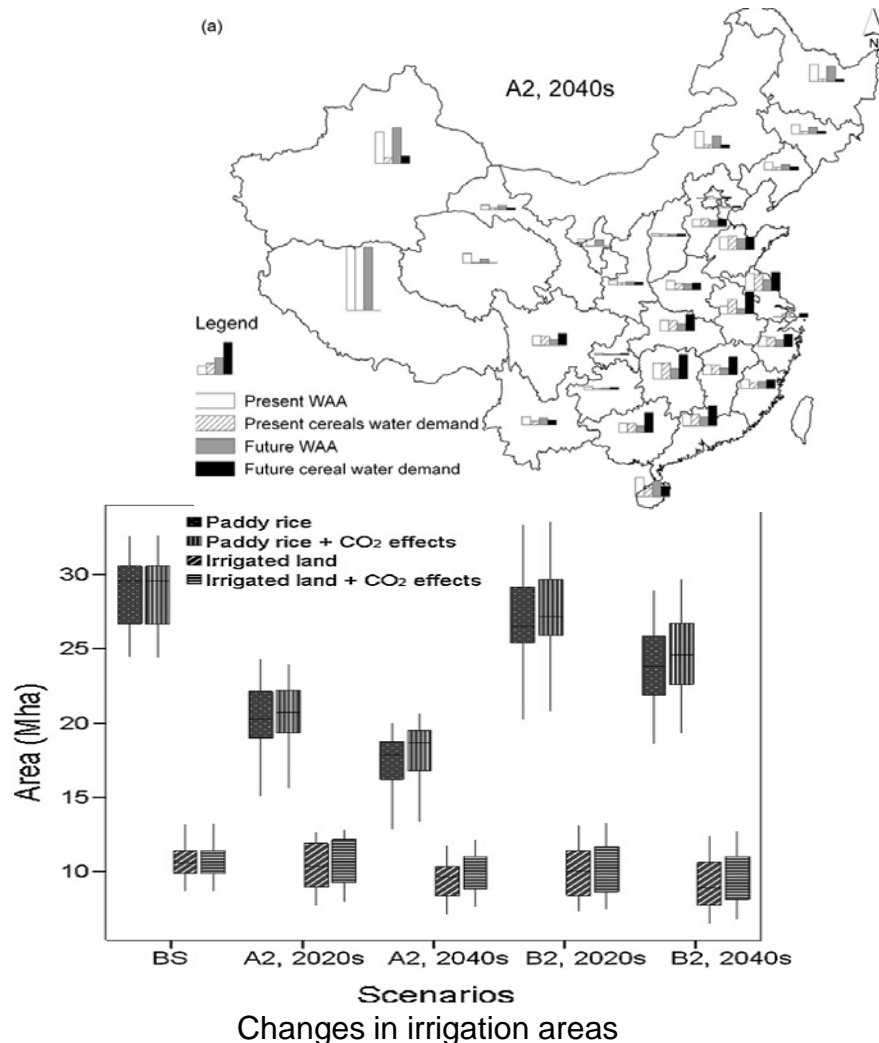 (a)
N
A2, 2040s
Legend
Present WAA
Present cereals water demand
Future WAA
Future cereal water demand
Paddy rice
Paddy rice + CO₂ effects
Irrigated land
Irrigated land + CO₂ effects
Area (Mha)
30
25
20
15
10
BS A2, 2020s A2, 2040s B2, 2020s B2, 2040s
Scenarios
Changes in irrigation areas